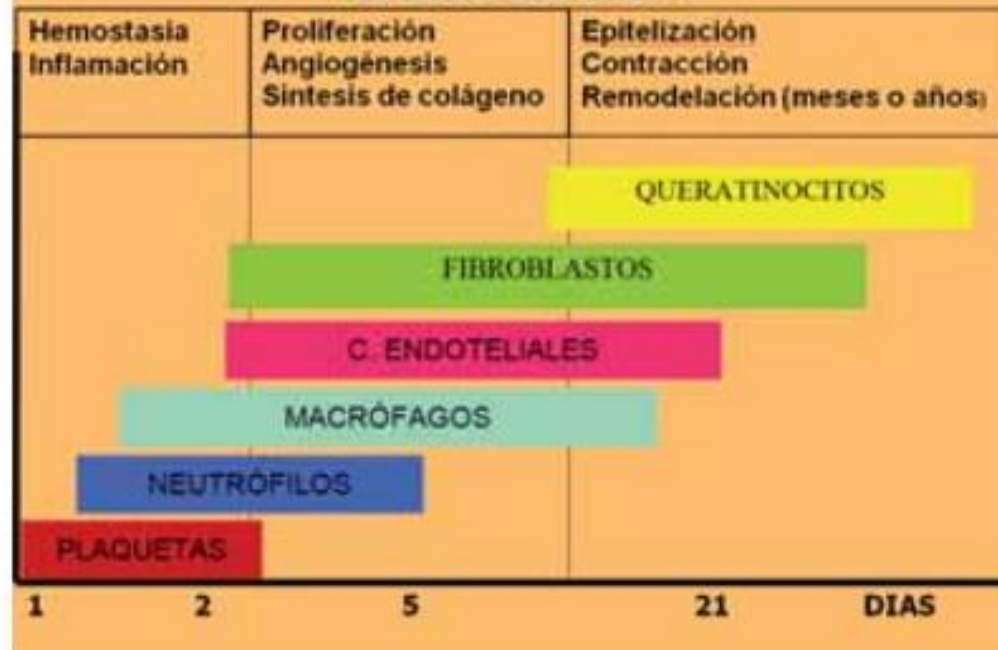 Hemostasia
Inflamación
Proliferación
Angiogénesis
Sintesis de colágeno
Epitelización
Contracción
Remodelación (meses o años)
QUERATINOCITOS
FIBROBLASTOS
C. ENDOTELIALES
MACRÓFAGOS
NEUTRÓFILOS
PLAQUETAS
1 2 5 21 DIAS